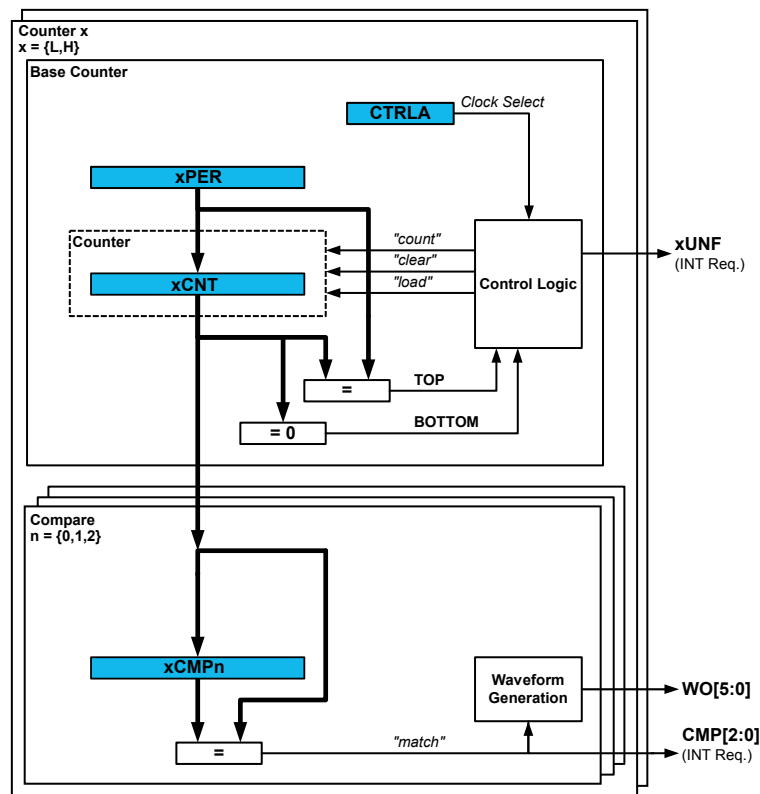 Counter x
x = {L,H}
Base Counter
CTRLA
Clock Select
xPER
Counter
"count"
xUNF
"clear"
(INT Req.)
xCNT
"load"
Control Logic
=
TOP
= 0
BOTTOM
Compare
n = {0,1,2}
xCMPn
Waveform
Generation
WO[5:0]
=
"match"
CMP[2:0]
(INT Req.)